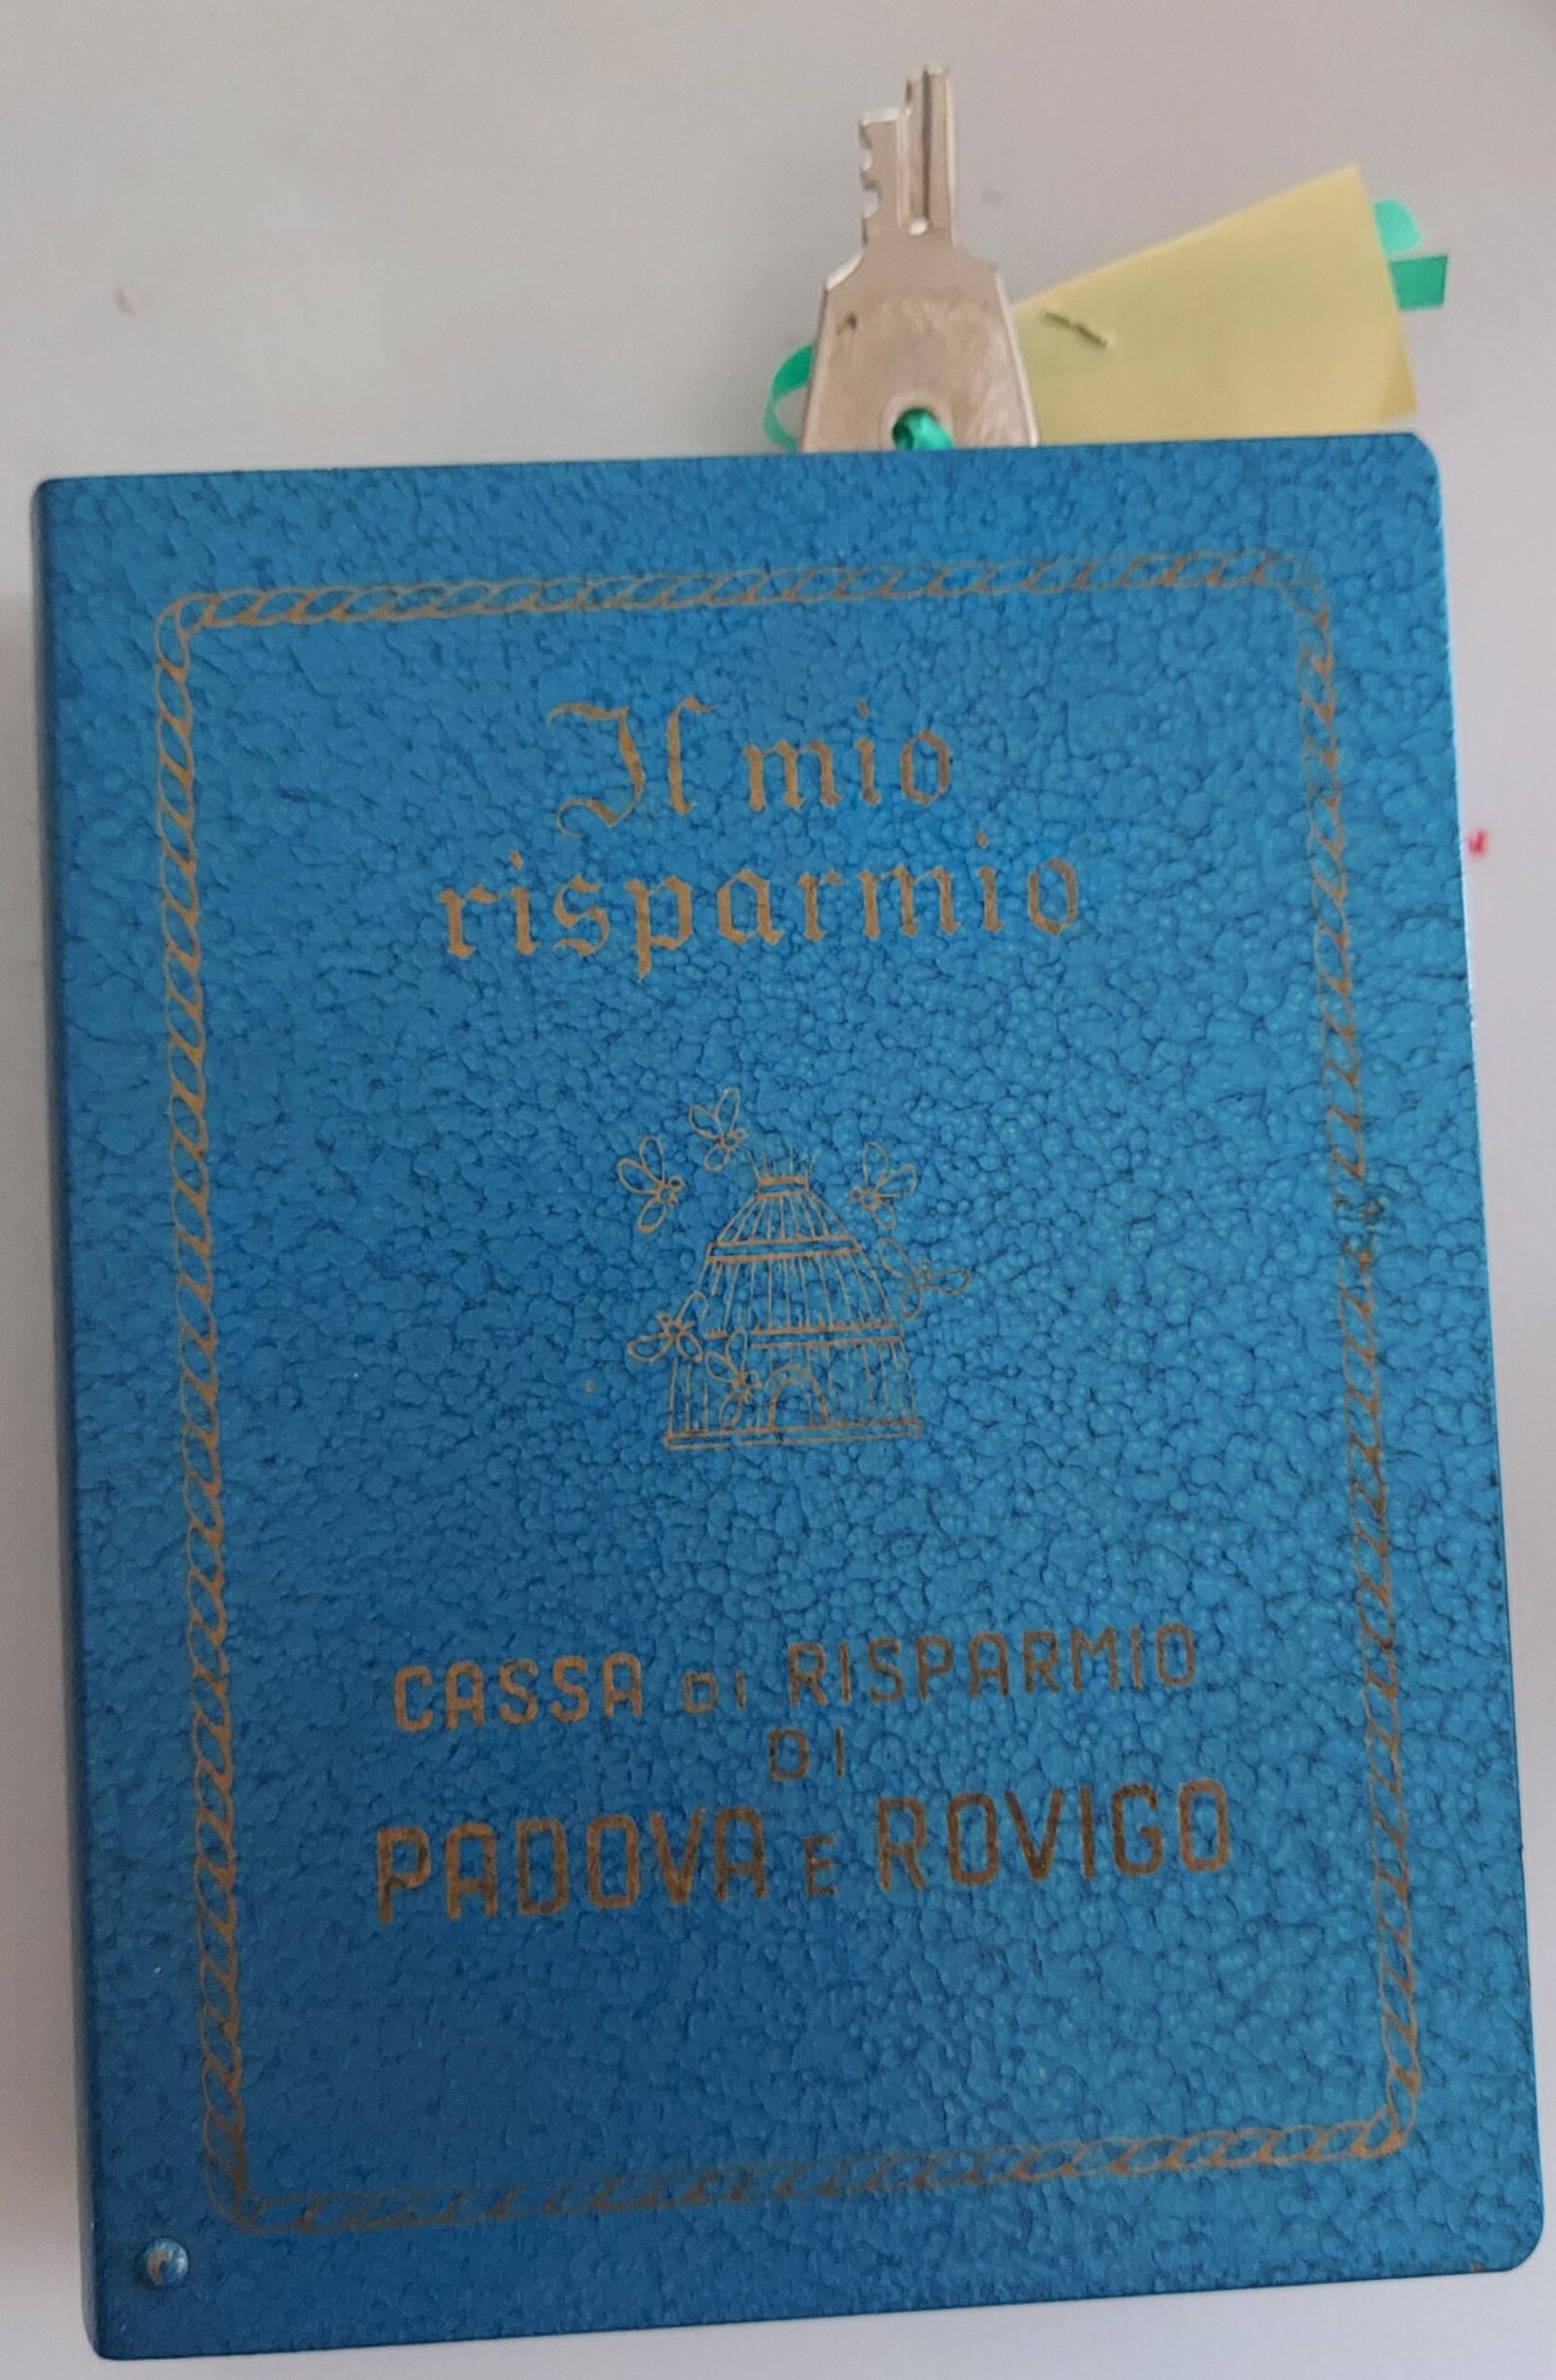 Il mio
risparmio
CASSA DI RISPARMIO
DI
PADOVA E ROVIGO